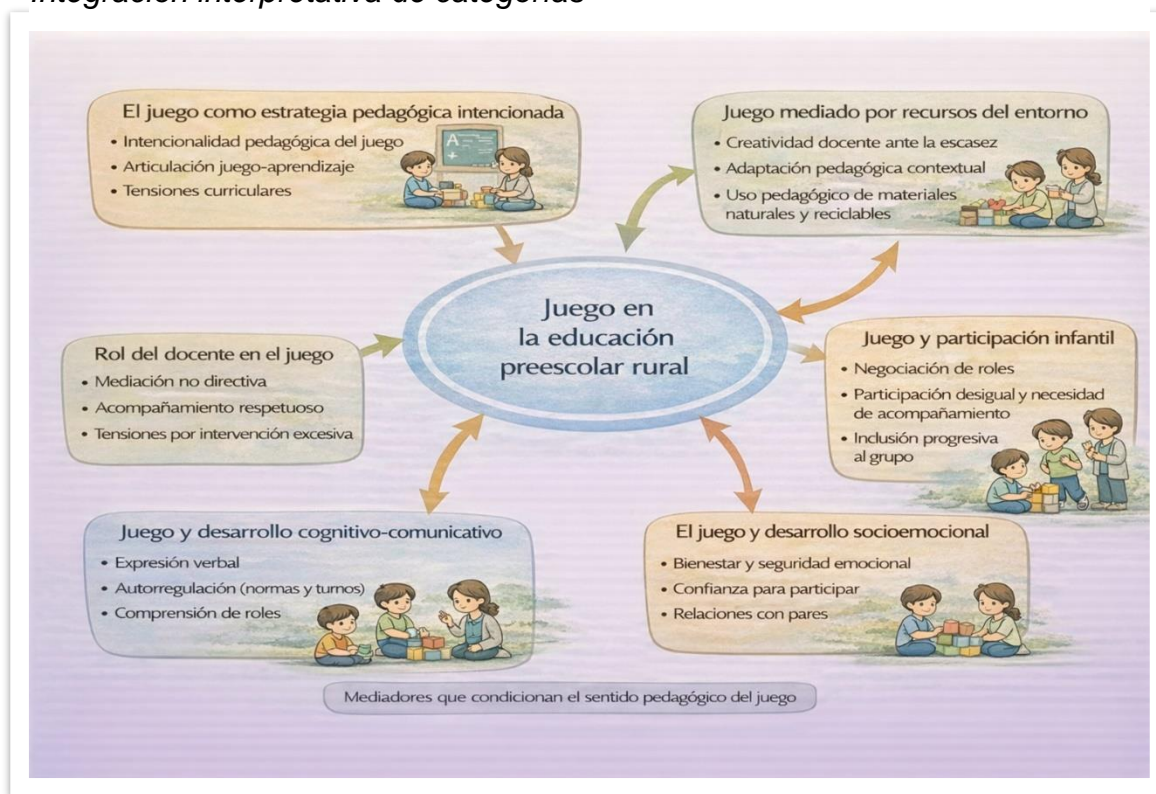 Integración interpretativa de categorías
El juego como estrategia pedagógica intencionada
• Intencionalidad pedagógica del juego
• Articulación juego-aprendizaje
• Tensiones curriculares
A
+
Juego mediado por recursos del entorno
• Creatividad docente ante la escasez
• Adaptación pedagógica contextual
• Uso pedagógico de materiales
naturales y reciclables
Juego en
la educación
preescolar rural
Rol del docente en el juego
• Mediación no directiva
• Acompañamiento respetuoso
• Tensiones por intervención excesiva
Juego y participación infantil
• Negociación de roles
• Participación desigual y necesidad
de acompañamiento
• Inclusión progresiva
al grupo
Juego y desarrollo cognitivo-comunicativo
• Expresión verbal
• Autorregulación (normas y turnos)
• Comprensión de roles
El juego y desarrollo socioemocional
• Bienestar y seguridad emocional
• Confianza para participar
• Relaciones con pares
Mediadores que condicionan el sentido pedagógico del juego